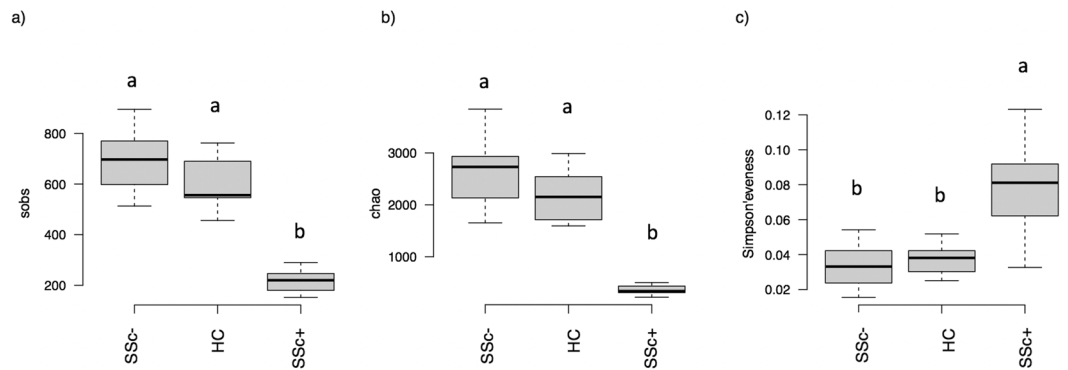 a)
b)
c)
a
a
b
800
600
400
200
sobs
SSc-
HC
SSc+
a
a
b
3000
2000
1000
chao
SSc-
HC
SSc+
b
b
a
0.12
0.10
0.08
0.06
0.04
0.02
Simpson'eveness
SSc-
HC
SSc+